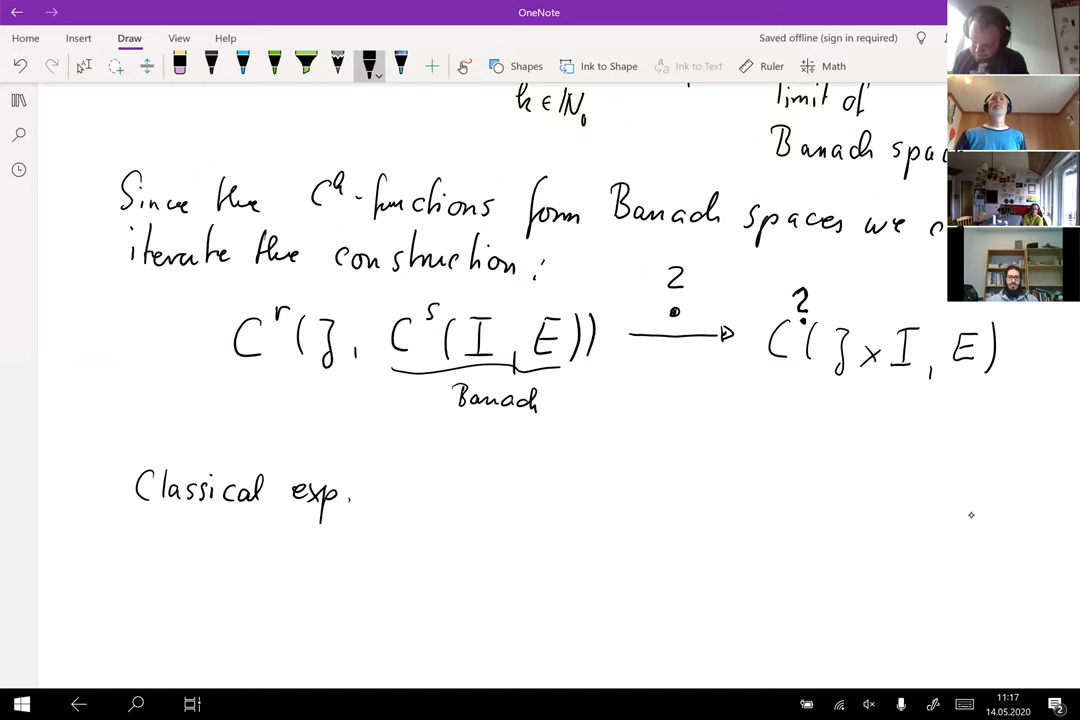 OneNote
Home Insert Draw View Help
Saved offline (sign in required)
Shapes Ink to Shape Ink to Text Ruler Math
k ∈ ℕ₀
limit of
Banach spac
Since the C^k-functions form Banach spaces we c
iterate the construction:
? ?
C^r(J, C^s(I, E)) → C^?(J × I, E)
Banach
Classical exp.
11:17
14.05.2020
2